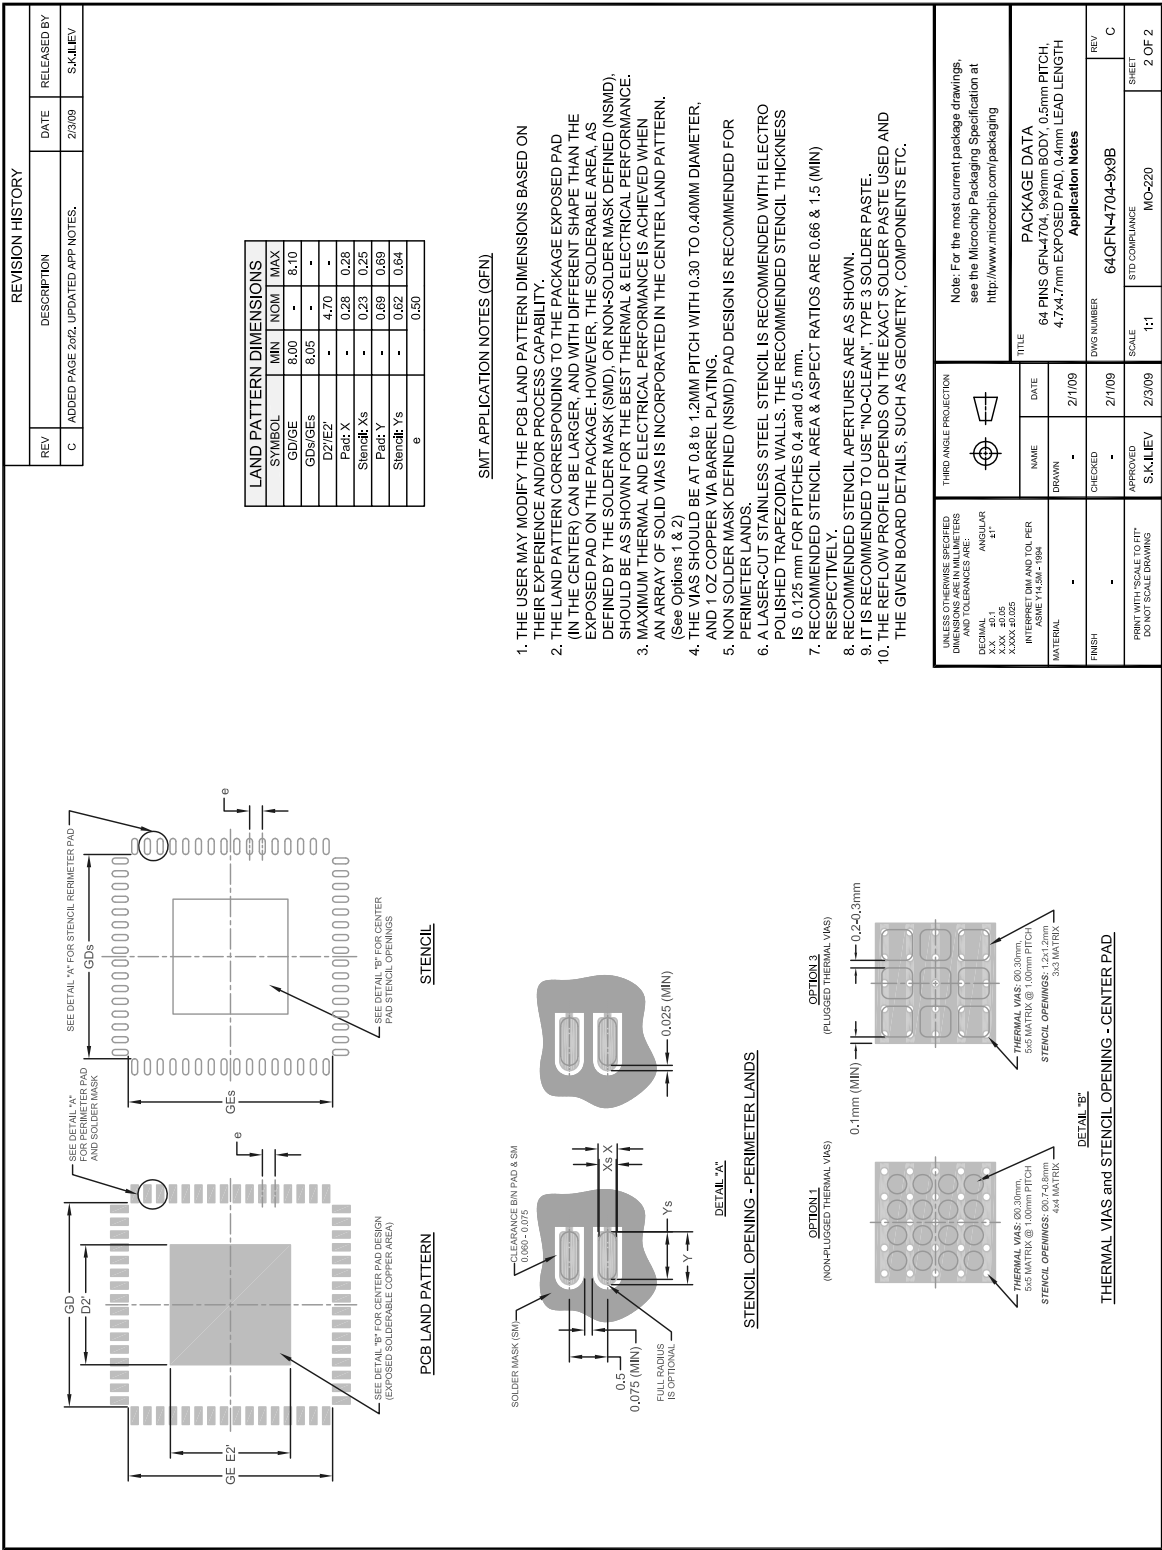 REVISION HISTORY
REV DESCRIPTION DATE RELEASED BY
C ADDED PAGE 2of2. UPDATED APP NOTES. 2/3/09 S.K.ILIEV
SEE DETAIL "A"
FOR PERIMETER PAD
AND SOLDER MASK
GD
D2'
e
GE
E2'
SEE DETAIL "B" FOR CENTER PAD DESIGN
(EXPOSED SOLDERABLE COPPER AREA)
PCB LAND PATTERN
SEE DETAIL "A" FOR STENCIL RERIMETER PAD
GDs
e
GEs
SEE DETAIL "B" FOR CENTER
PAD STENCIL OPENINGS
STENCIL
LAND PATTERN DIMENSIONS
SYMBOL MIN NOM MAX
GD/GE 8.00 - 8.10
GDs/GEs 8.05 - -
D2'/E2' - 4.70 -
Pad: X - 0.28 0.28
Stencil: Xs - 0.23 0.25
Pad: Y - 0.69 0.69
Stencil: Ys - 0.62 0.64
e 0.50
SOLDER MASK (SM)
CLEARANCE B/N PAD & SM
0.060 - 0.075
Xs
X
0.5
0.075 (MIN)
FULL RADIUS
IS OPTIONAL
Y
Ys
0.025 (MIN)
DETAIL "A"
STENCIL OPENING - PERIMETER LANDS
OPTION 1
(NON-PLUGGED THERMAL VIAS)
THERMAL VIAS: Ø0.30mm,
5x5 MATRIX @ 1.00mm PITCH
STENCIL OPENINGS: Ø0.7-0.8mm
4x4 MATRIX
OPTION 3
(PLUGGED THERMAL VIAS)
0.1mm (MIN)
0.2-0.3mm
THERMAL VIAS: Ø0.30mm,
5x5 MATRIX @ 1.00mm PITCH
STENCIL OPENINGS: 1.2x1.2mm
3x3 MATRIX
DETAIL "B"
THERMAL VIAS and STENCIL OPENING - CENTER PAD
SMT APPLICATION NOTES (QFN)
1. THE USER MAY MODIFY THE PCB LAND PATTERN DIMENSIONS BASED ON
THEIR EXPERIENCE AND/OR PROCESS CAPABILITY.
2. THE LAND PATTERN CORRESPONDING TO THE PACKAGE EXPOSED PAD
(IN THE CENTER) CAN BE LARGER, AND WITH DIFFERENT SHAPE THAN THE
EXPOSED PAD ON THE PACKAGE. HOWEVER, THE SOLDERABLE AREA, AS
DEFINED BY THE SOLDER MASK (SMD), OR NON-SOLDER MASK DEFINED (NSMD),
SHOULD BE AS SHOWN FOR THE BEST THERMAL & ELECTRICAL PERFORMANCE.
3. MAXIMUM THERMAL AND ELECTRICAL PERFORMANCE IS ACHIEVED WHEN
AN ARRAY OF SOLID VIAS IS INCORPORATED IN THE CENTER LAND PATTERN.
(See Options 1 & 2)
4. THE VIAS SHOULD BE AT 0.8 to 1.2MM PITCH WITH 0.30 TO 0.40MM DIAMETER,
AND 1 OZ COPPER VIA BARREL PLATING.
5. NON SOLDER MASK DEFINED (NSMD) PAD DESIGN IS RECOMMENDED FOR
PERIMETER LANDS.
6. A LASER-CUT STAINLESS STEEL STENCIL IS RECOMMENDED WITH ELECTRO
POLISHED TRAPEZOIDAL WALLS. THE RECOMMENDED STENCIL THICKNESS
IS 0.125 mm FOR PITCHES 0.4 and 0.5 mm.
7. RECOMMENDED STENCIL AREA & ASPECT RATIOS ARE 0.66 & 1.5 (MIN)
RESPECTIVELY.
8. RECOMMENDED STENCIL APERTURES ARE AS SHOWN.
9. IT IS RECOMMENDED TO USE "NO-CLEAN", TYPE 3 SOLDER PASTE.
10. THE REFLOW PROFILE DEPENDS ON THE EXACT SOLDER PASTE USED AND
THE GIVEN BOARD DETAILS, SUCH AS GEOMETRY, COMPONENTS ETC.
UNLESS OTHERWISE SPECIFIED
DIMENSIONS ARE IN MILLIMETERS
AND TOLERANCES ARE:
DECIMAL ANGULAR
X.X ±0.1 ±1°
X.XX ±0.05
X.XXX ±0.025
INTERPRET DIM AND TOL PER
ASME Y14.5M - 1994
MATERIAL
-
FINISH
-
PRINT WITH "SCALE TO FIT"
DO NOT SCALE DRAWING
THIRD ANGLE PROJECTION
NAME DATE
DRAWN
- 2/1/09
CHECKED
- 2/1/09
APPROVED
S.K.ILIEV 2/3/09
Note: For the most current package drawings,
see the Microchip Packaging Specification at
http://www.microchip.com/packaging
TITLE
PACKAGE DATA
64 PINS QFN-4704, 9x9mm BODY, 0.5mm PITCH,
4.7x4.7mm EXPOSED PAD, 0.4mm LEAD LENGTH
Application Notes
DWG NUMBER REV
64QFN-4704-9x9B C
SCALE STD COMPLIANCE SHEET
1:1 MO-220 2 OF 2